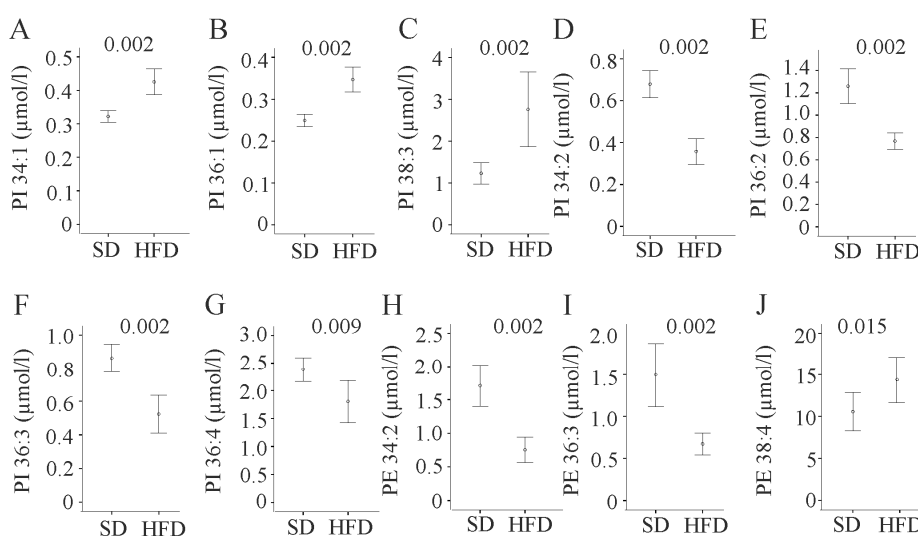 A
0.002
PI 34:1 (µmol/l)
0.5
0.4
0.3
0.2
0.4
0
SD HFD
B
0.002
PI 36:1 (µmol/l)
0.4
0.3
0.2
0.1
0
SD HFD
C
0.002
PI 38:3 (µmol/l)
4
3
2
1
0
SD HFD
D
0.002
PI 34:2 (µmol/l)
0.8
0.6
0.4
0.2
0
SD HFD
E
0.002
PI 36:2 (µmol/l)
1.4
1.2
1.0
0.8
0.6
0.4
0.2
0
SD HFD
F
0.002
PI 36:3 (µmol/l)
1.0
0.8
0.6
0.4
0.8
0
SD HFD
G
0.009
PI 36:4 (µmol/l)
3.0
2.5
2.0
1.5
1.0
0.5
0
SD HFD
H
0.002
PE 34:2 (µmol/l)
2.5
2.0
1.5
1.0
0.5
0
SD HFD
I
0.002
PE 36:3 (µmol/l)
2.0
1.5
1.0
0.5
0
SD HFD
J
0.015
PE 38:4 (µmol/l)
20
15
10
5
0
SD HFD